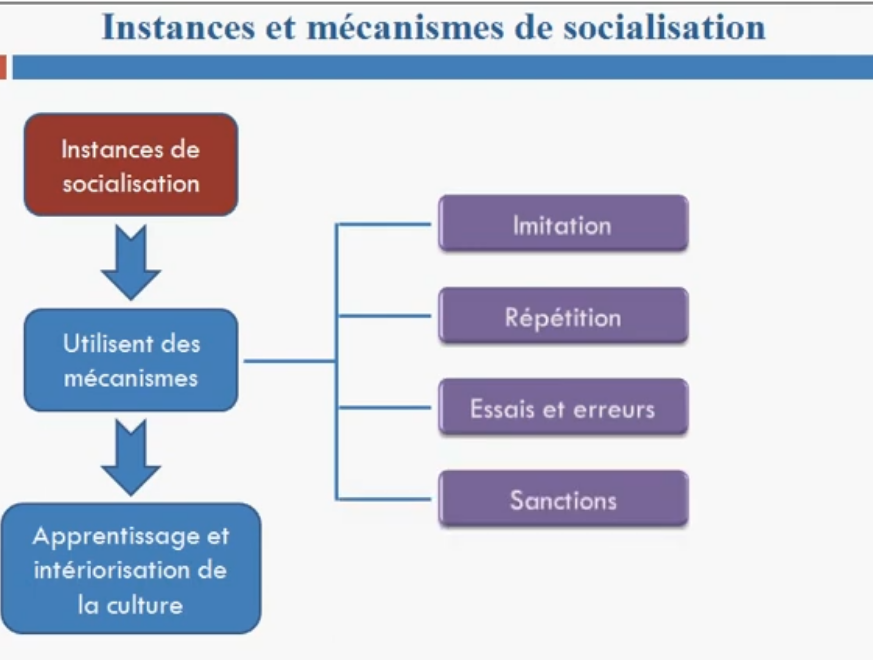 Instances et mécanismes de socialisation
Instances de
socialisation
Utilisent des
mécanismes
Apprentissage et
intériorisation de
la culture
Imitation
Répétition
Essais et erreurs
Sanctions